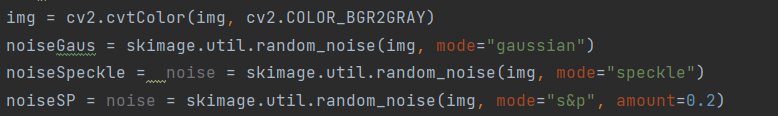 img = cv2.cvtColor(img, cv2.COLOR_BGR2GRAY)
noiseGaus = skimage.util.random_noise(img, mode="gaussian")
noiseSpeckle =  noise = skimage.util.random_noise(img, mode="speckle")
noiseSP = noise = skimage.util.random_noise(img, mode="s&p", amount=0.2)